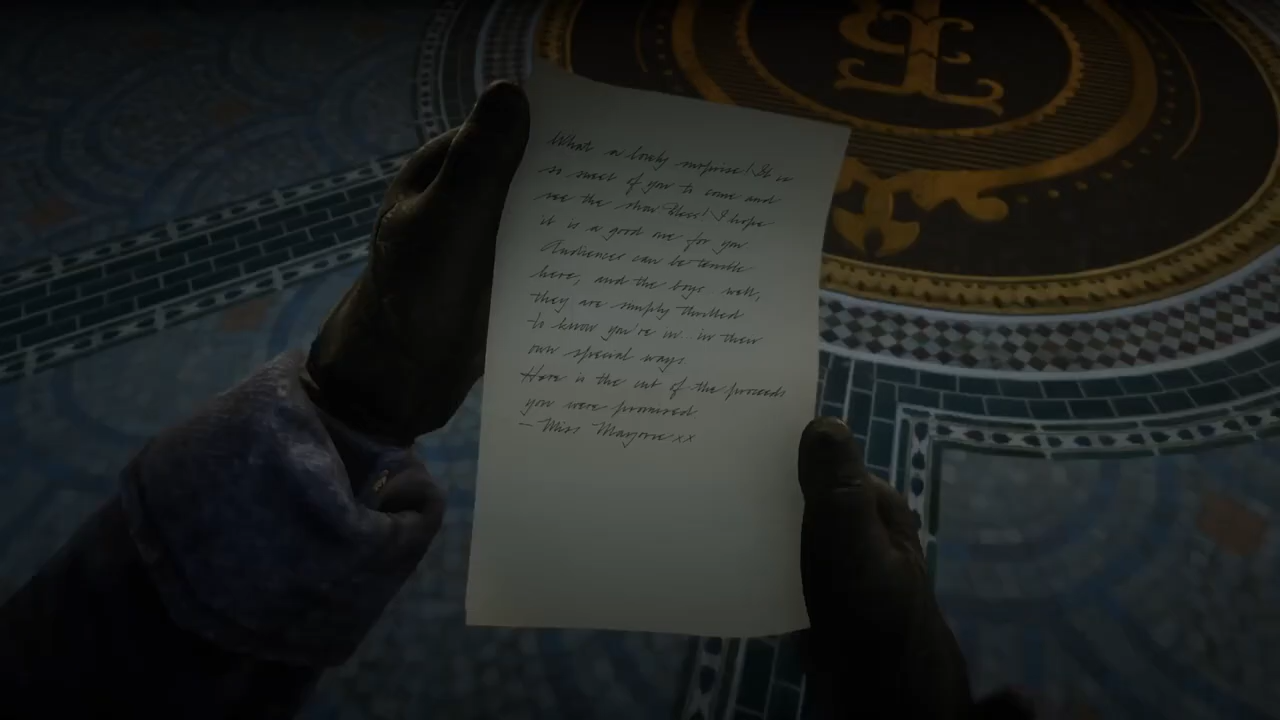 What a lovely surprise! It is
so sweet of you to come and
see the show. Bless! I hope
it is a good one for you.
Audiences can be terrible
here, and the boys well,
they are simply thrilled
to know you're in... in their
own special ways.
Here is the cut of the proceeds
you were promised.
- Miss Marjorie xx